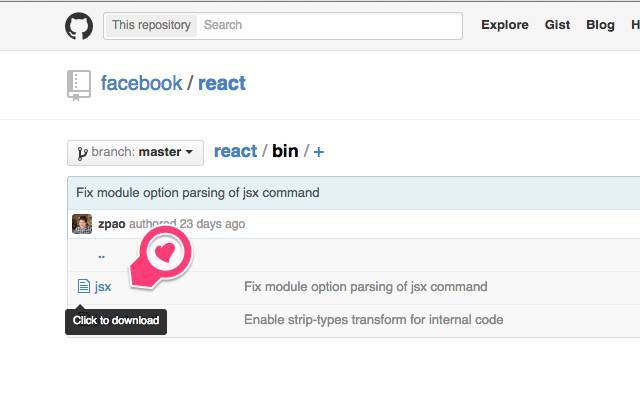 This repository Search Explore Gist Blog H
facebook / react
branch: master react / bin / +
Fix module option parsing of jsx command
zpao authored 23 days ago
..
jsx Fix module option parsing of jsx command
Click to download Enable strip-types transform for internal code